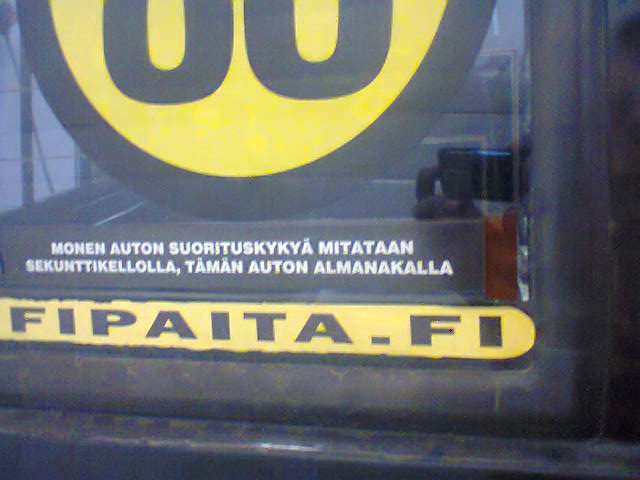 MONEN AUTON SUORITUSKYKYÄ MITATAAN
SEKUNTTIKELLOLLA, TÄMÄN AUTON ALMANAKALLA
FIPAITA.FI